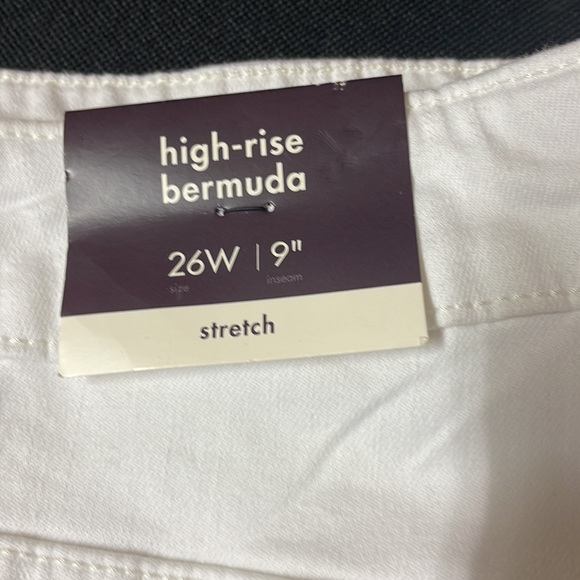 high-rise
bermuda
26W | 9"
size inseam
stretch